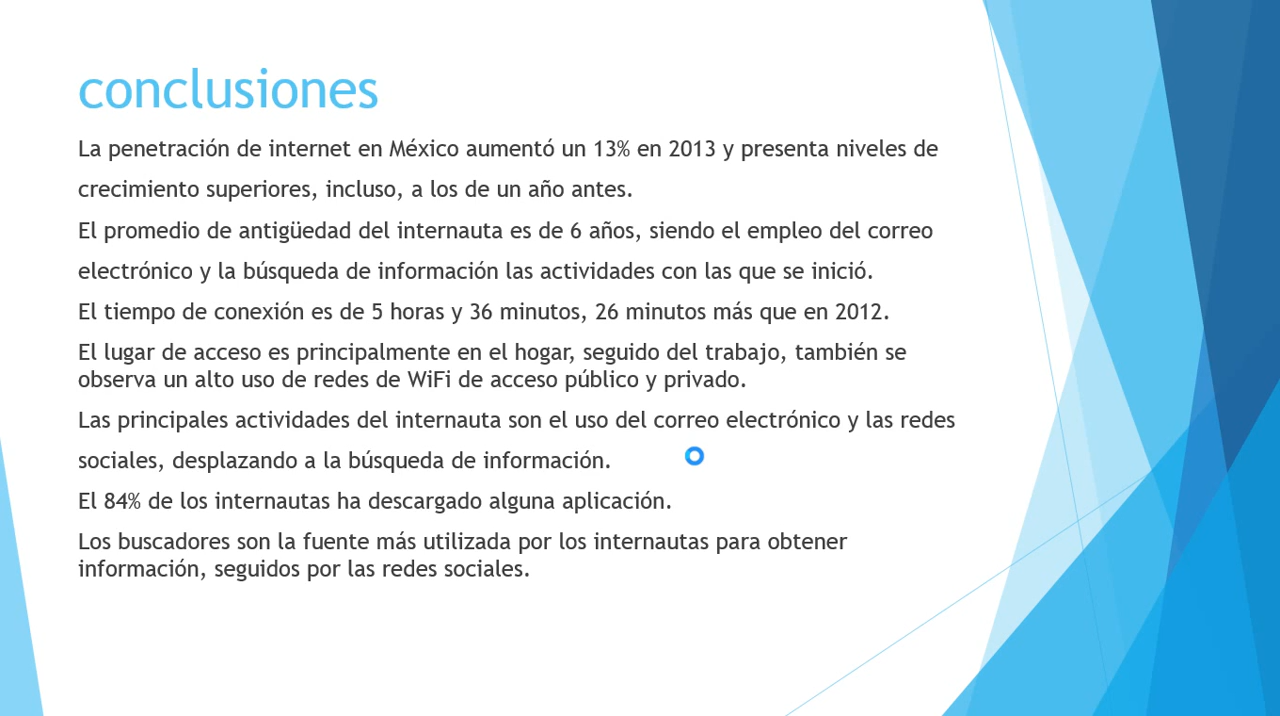 conclusiones
La penetración de internet en México aumentó un 13% en 2013 y presenta niveles de
crecimiento superiores, incluso, a los de un año antes.
El promedio de antigüedad del internauta es de 6 años, siendo el empleo del correo
electrónico y la búsqueda de información las actividades con las que se inició.
El tiempo de conexión es de 5 horas y 36 minutos, 26 minutos más que en 2012.
El lugar de acceso es principalmente en el hogar, seguido del trabajo, también se
observa un alto uso de redes de WiFi de acceso público y privado.
Las principales actividades del internauta son el uso del correo electrónico y las redes
sociales, desplazando a la búsqueda de información.
El 84% de los internautas ha descargado alguna aplicación.
Los buscadores son la fuente más utilizada por los internautas para obtener
información, seguidos por las redes sociales.